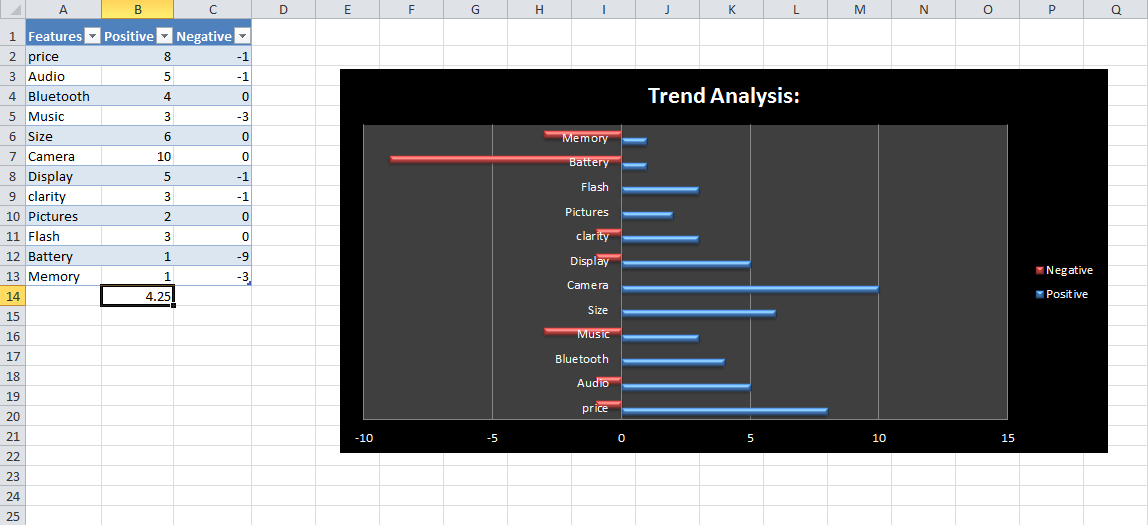 A B C D E F G H I J K L M N O P Q
1 Features Positive Negative
2 price 8 -1
3 Audio 5 -1
4 Bluetooth 4 0
5 Music 3 -3
6 Size 6 0
7 Camera 10 0
8 Display 5 -1
9 clarity 3 -1
10 Pictures 2 0
11 Flash 3 0
12 Battery 1 -9
13 Memory 1 -3
14 4.25
15
16
17
18
19
20
21
22
23
24
25
Trend Analysis:
Memory
Battery
Flash
Pictures
clarity
Display
Camera
Size
Music
Bluetooth
Audio
price
-10 -5 0 5 10 15
Negative
Positive